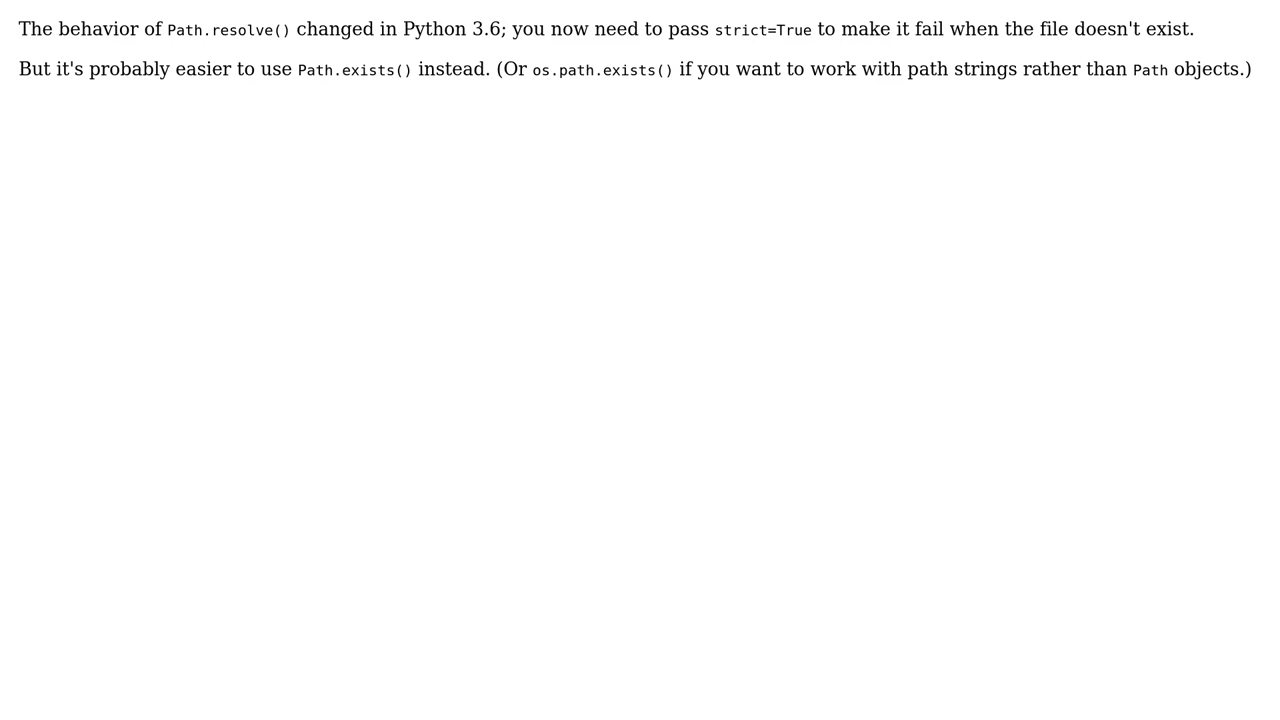 The behavior of Path.resolve() changed in Python 3.6; you now need to pass strict=True to make it fail when the file doesn't exist.
But it's probably easier to use Path.exists() instead. (Or os.path.exists() if you want to work with path strings rather than Path objects.)